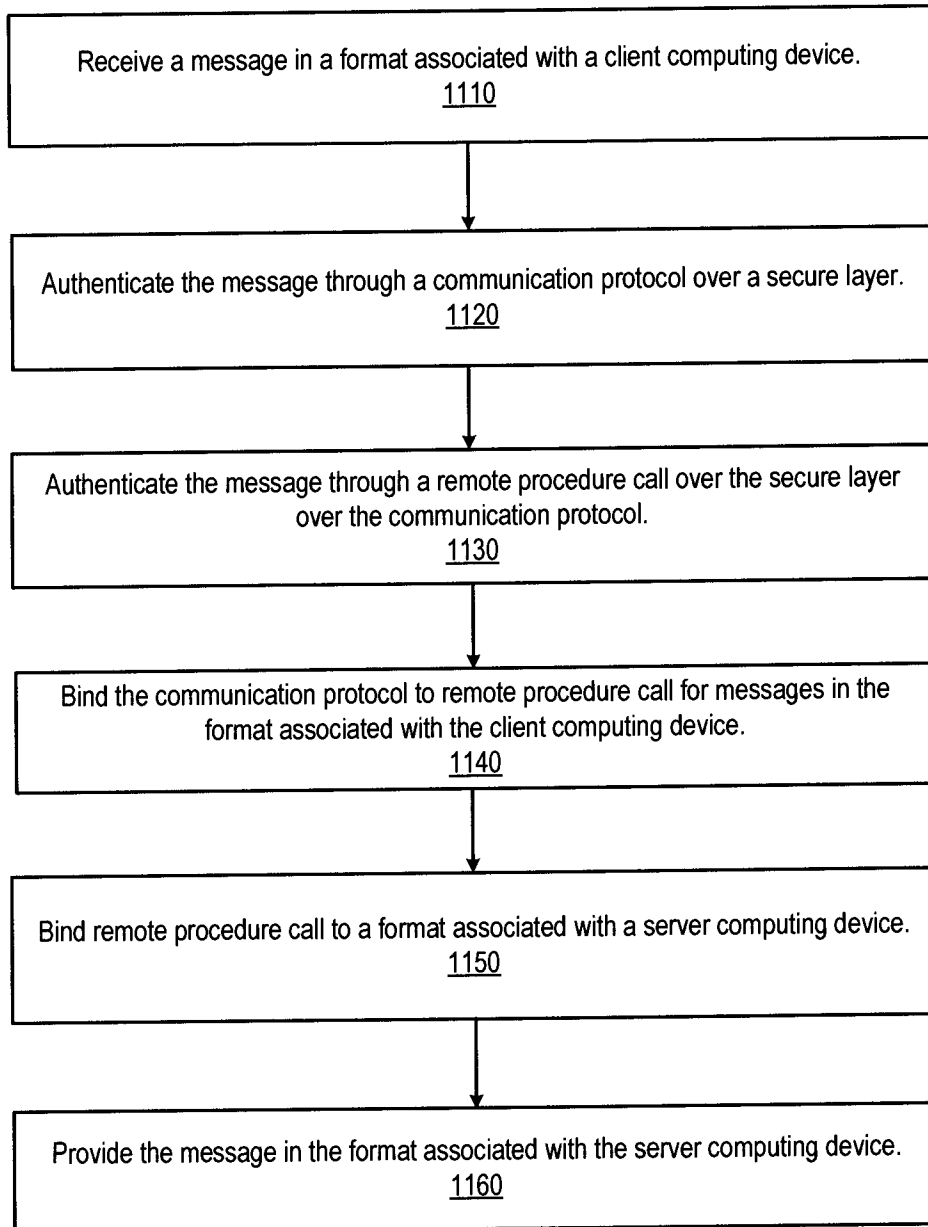 Receive a message in a format associated with a client computing device.
1110
Authenticate the message through a communication protocol over a secure layer.
1120
Authenticate the message through a remote procedure call over the secure layer
over the communication protocol.
1130
Bind the communication protocol to remote procedure call for messages in the
format associated with the client computing device.
1140
Bind remote procedure call to a format associated with a server computing device.
1150
Provide the message in the format associated with the server computing device.
1160